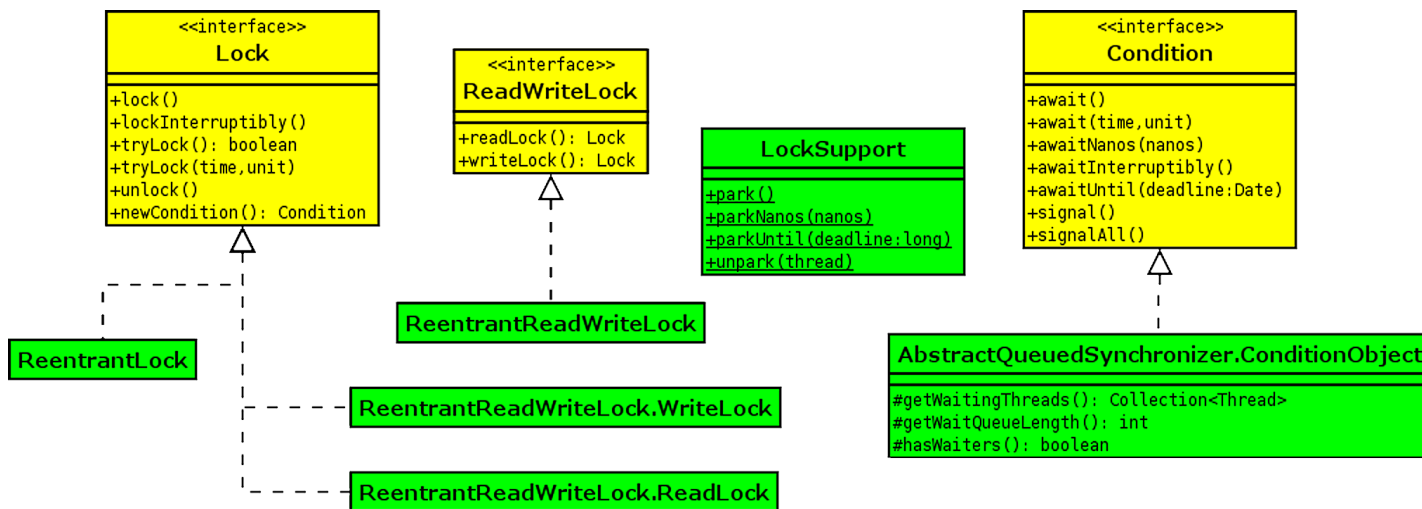 <<interface>>
Lock
+lock()
+lockInterruptibly()
+tryLock(): boolean
+tryLock(time,unit)
+unlock()
+newCondition(): Condition
<<interface>>
ReadWriteLock
+readLock(): Lock
+writeLock(): Lock
LockSupport
+park()
+parkNanos(nanos)
+parkUntil(deadline:long)
+unpark(thread)
<<interface>>
Condition
+await()
+await(time,unit)
+awaitNanos(nanos)
+awaitInterruptibly()
+awaitUntil(deadline:Date)
+signal()
+signalAll()
ReentrantLock
ReentrantReadWriteLock
ReentrantReadWriteLock.WriteLock
ReentrantReadWriteLock.ReadLock
AbstractQueuedSynchronizer.ConditionObject
#getWaitingThreads(): Collection<Thread>
#getWaitQueueLength(): int
#hasWaiters(): boolean